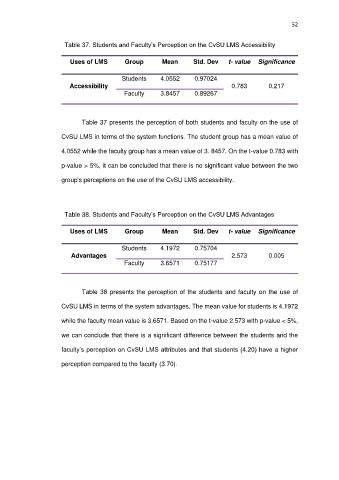 52
Table 37. Students and Faculty's Perception on the CvSU LMS Accessibility
Uses of LMS Group Mean Std. Dev t- value Significance
Students 4.0552 0.97024
Accessibility 0.783 0.217
Faculty 3.8457 0.89267
Table 37 presents the perception of both students and faculty on the use of
CvSU LMS in terms of the system functions. The student group has a mean value of
4.0552 while the faculty group has a mean value of 3. 8457. On the t-value 0.783 with
p-value > 5%, it can be concluded that there is no significant value between the two
group's perceptions on the use of the CvSU LMS accessibility..
Table 38. Students and Faculty's Perception on the CvSU LMS Advantages
Uses of LMS Group Mean Std. Dev t- value Significance
Students 4.1972 0.75704
Advantages 2.573 0.005
Faculty 3.6571 0.75177
Table 38 presents the perception of the students and faculty on the use of
CvSU LMS in terms of the system advantages. The mean value for students is 4.1972
while the faculty mean value is 3.6571. Based on the t-value 2.573 with p-value < 5%,
we can conclude that there is a significant difference between the students and the
faculty's perception on CvSU LMS attributes and that students (4.20) have a higher
perception compared to the faculty (3.70).